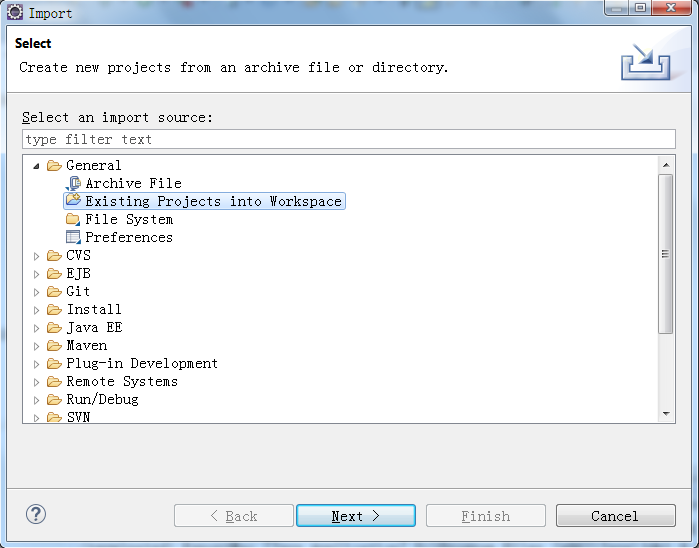 Import
Select
Create new projects from an archive file or directory.
Select an import source:
type filter text
General
Archive File
Existing Projects into Workspace
File System
Preferences
CVS
EJB
Git
Install
Java EE
Maven
Plug-in Development
Remote Systems
Run/Debug
SVN
?
< Back
Next >
Finish
Cancel